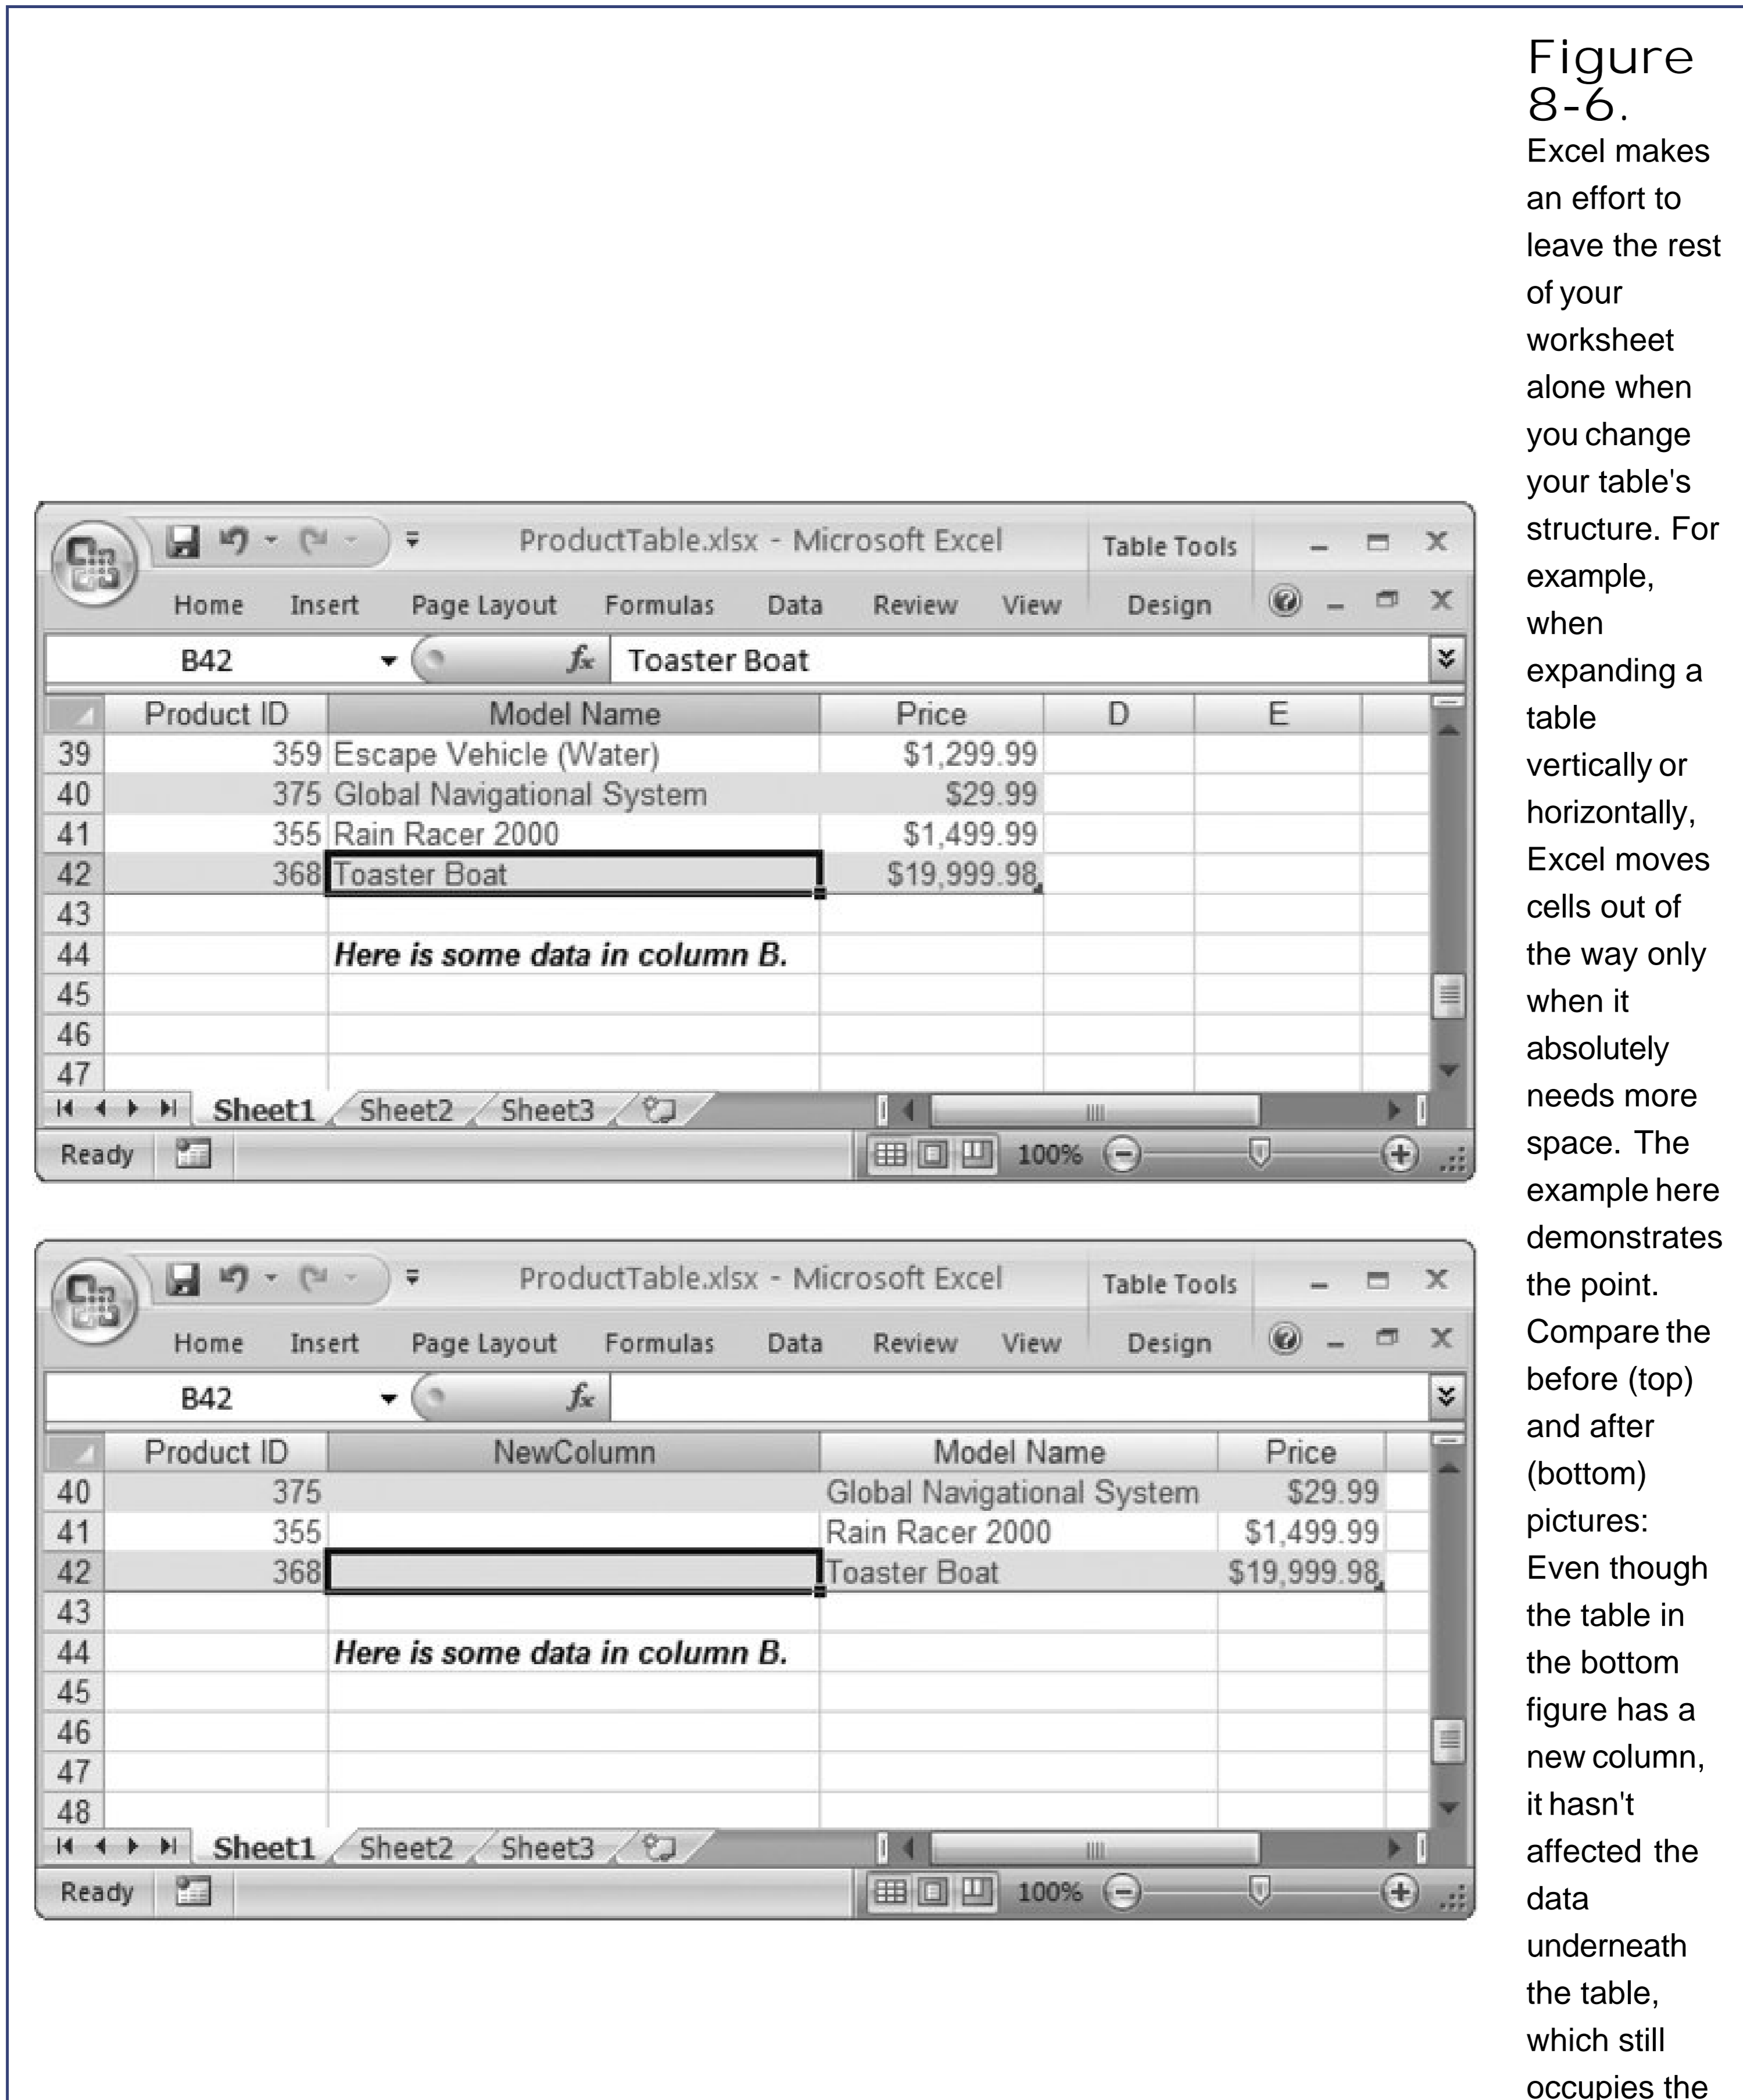 Figure
8-6.
Excel makes
an effort to
leave the rest
of your
worksheet
alone when
you change
your table's
structure. For
example,
when
expanding a
table
vertically or
horizontally,
Excel moves
cells out of
the way only
when it
absolutely
needs more
space. The
example here
demonstrates
the point.
Compare the
before (top)
and after
(bottom)
pictures:
Even though
the table in
the bottom
figure has a
new column,
it hasn't
affected the
data
underneath
the table,
which still
occupies the
ProductTable.xlsx - Microsoft Excel Table Tools
Home Insert Page Layout Formulas Data Review View Design
B42 fx Toaster Boat
Product ID Model Name Price D E
39 359 Escape Vehicle (Water) $1,299.99
40 375 Global Navigational System $29.99
41 355 Rain Racer 2000 $1,499.99
42 368 Toaster Boat $19,999.98
43
44 Here is some data in column B.
45
46
47
Sheet1 Sheet2 Sheet3
Ready 100%
ProductTable.xlsx - Microsoft Excel Table Tools
Home Insert Page Layout Formulas Data Review View Design
B42 fx
Product ID NewColumn Model Name Price
40 375 Global Navigational System $29.99
41 355 Rain Racer 2000 $1,499.99
42 368 Toaster Boat $19,999.98
43
44 Here is some data in column B.
45
46
47
48
Sheet1 Sheet2 Sheet3
Ready 100%